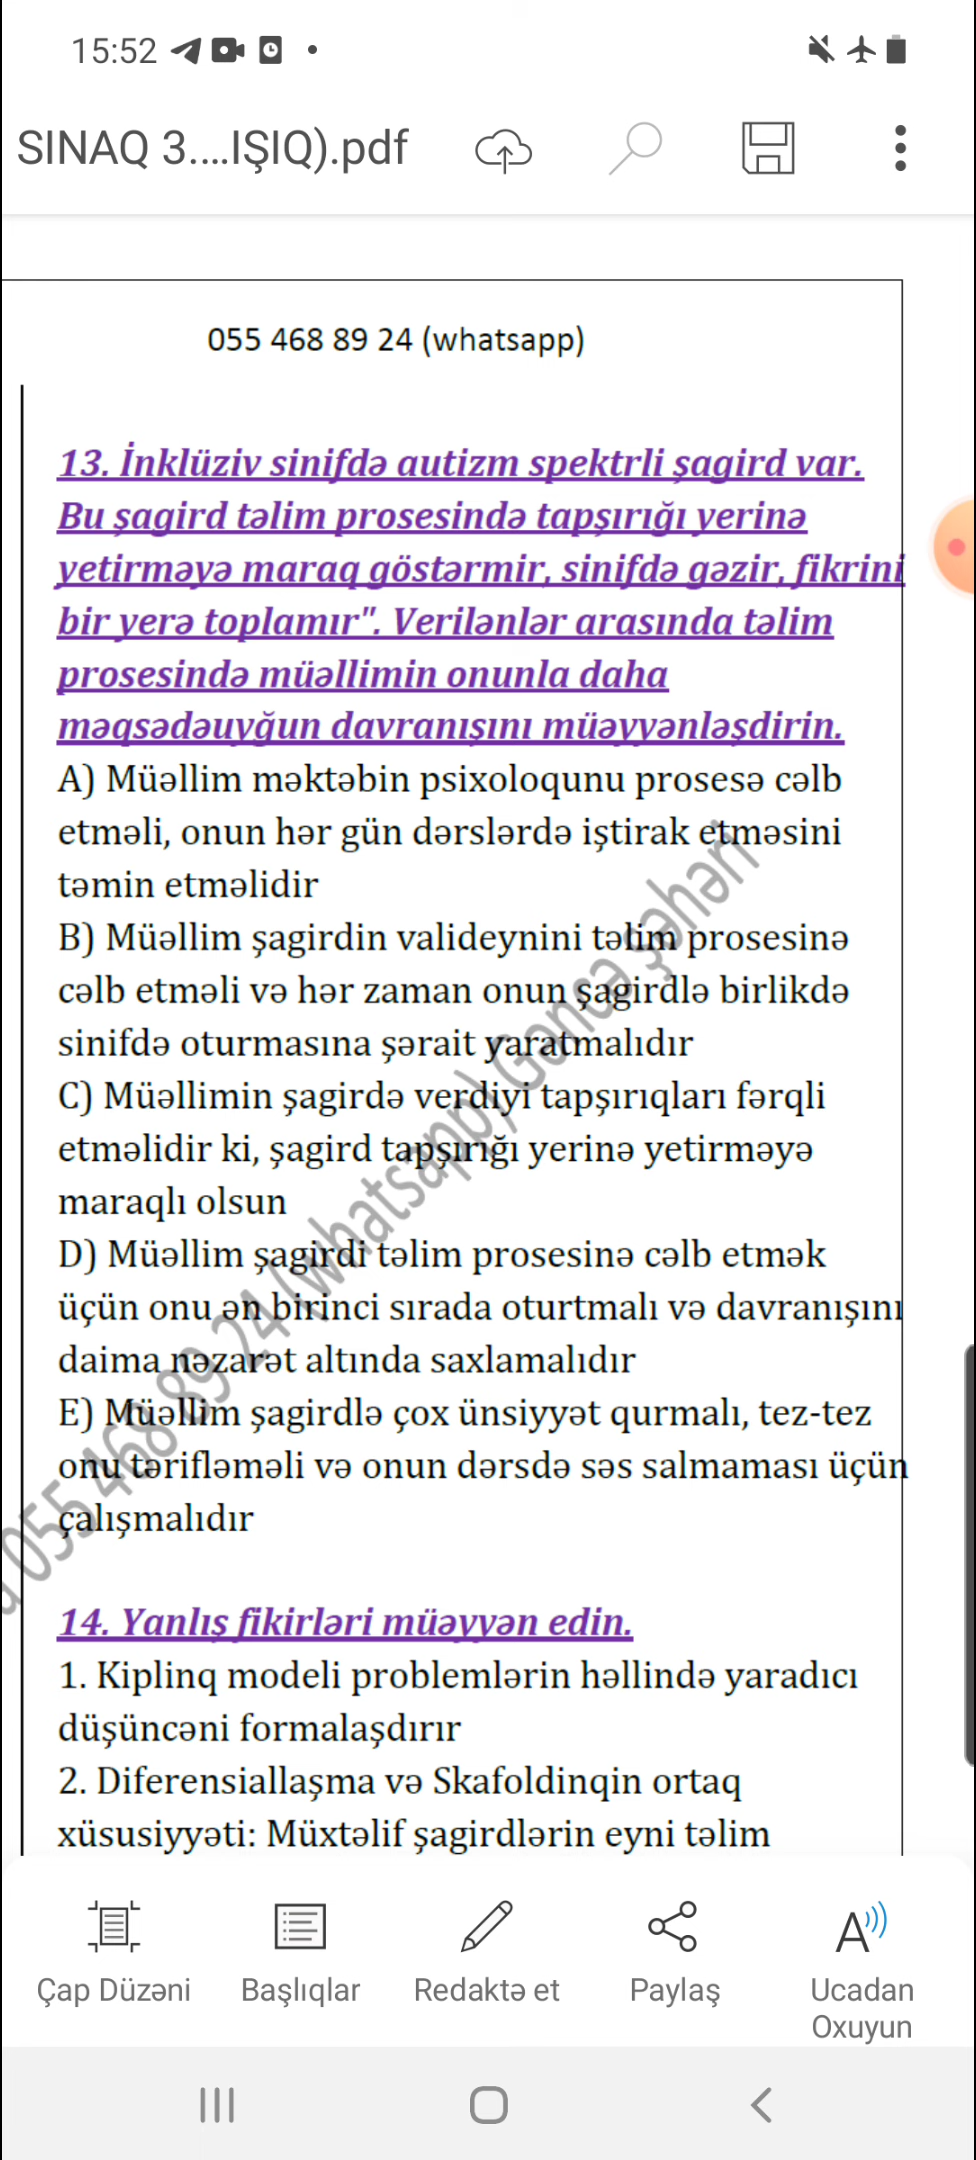 15:52
SINAQ 3....IŞIQ).pdf
055 468 89 24 (whatsapp)
13. İnklüziv sinifdə autizm spektrli şagird var.
Bu şagird təlim prosesində tapşırığı yerinə
yetirməyə maraq göstərmir, sinifdə gəzir, fikrini
bir yerə toplamır". Verilənlər arasında təlim
prosesində müəllimin onunla daha
məqsədəuyğun davranışını müəyyənləşdirin.
A) Müəllim məktəbin psixoloqunu prosesə cəlb
etməli, onun hər gün dərslərdə iştirak etməsini
təmin etməlidir
B) Müəllim şagirdin valideynini təlim prosesinə
cəlb etməli və hər zaman onun şagirdlə birlikdə
sinifdə oturmasına şərait yaratmalıdır
C) Müəllimin şagirdə verdiyi tapşırıqları fərqli
etməlidir ki, şagird tapşırığı yerinə yetirməyə
maraqlı olsun
D) Müəllim şagirdi təlim prosesinə cəlb etmək
üçün onu ən birinci sırada oturtmalı və davranışını
daima nəzarət altında saxlamalıdır
E) Müəllim şagirdlə çox ünsiyyət qurmalı, tez-tez
onu tərifləməli və onun dərsdə səs salmaması üçün
çalışmalıdır
055 468 89 24 (whatsapp) Gəncə şəhəri
14. Yanlış fikirləri müəyyən edin.
1. Kiplinq modeli problemlərin həllində yaradıcı
düşüncəni formalaşdırır
2. Diferensiallaşma və Skafoldinqin ortaq
xüsusiyyəti: Müxtəlif şagirdlərin eyni təlim
Çap Düzəni
Başlıqlar
Redaktə et
Paylaş
Ucadan
Oxuyun